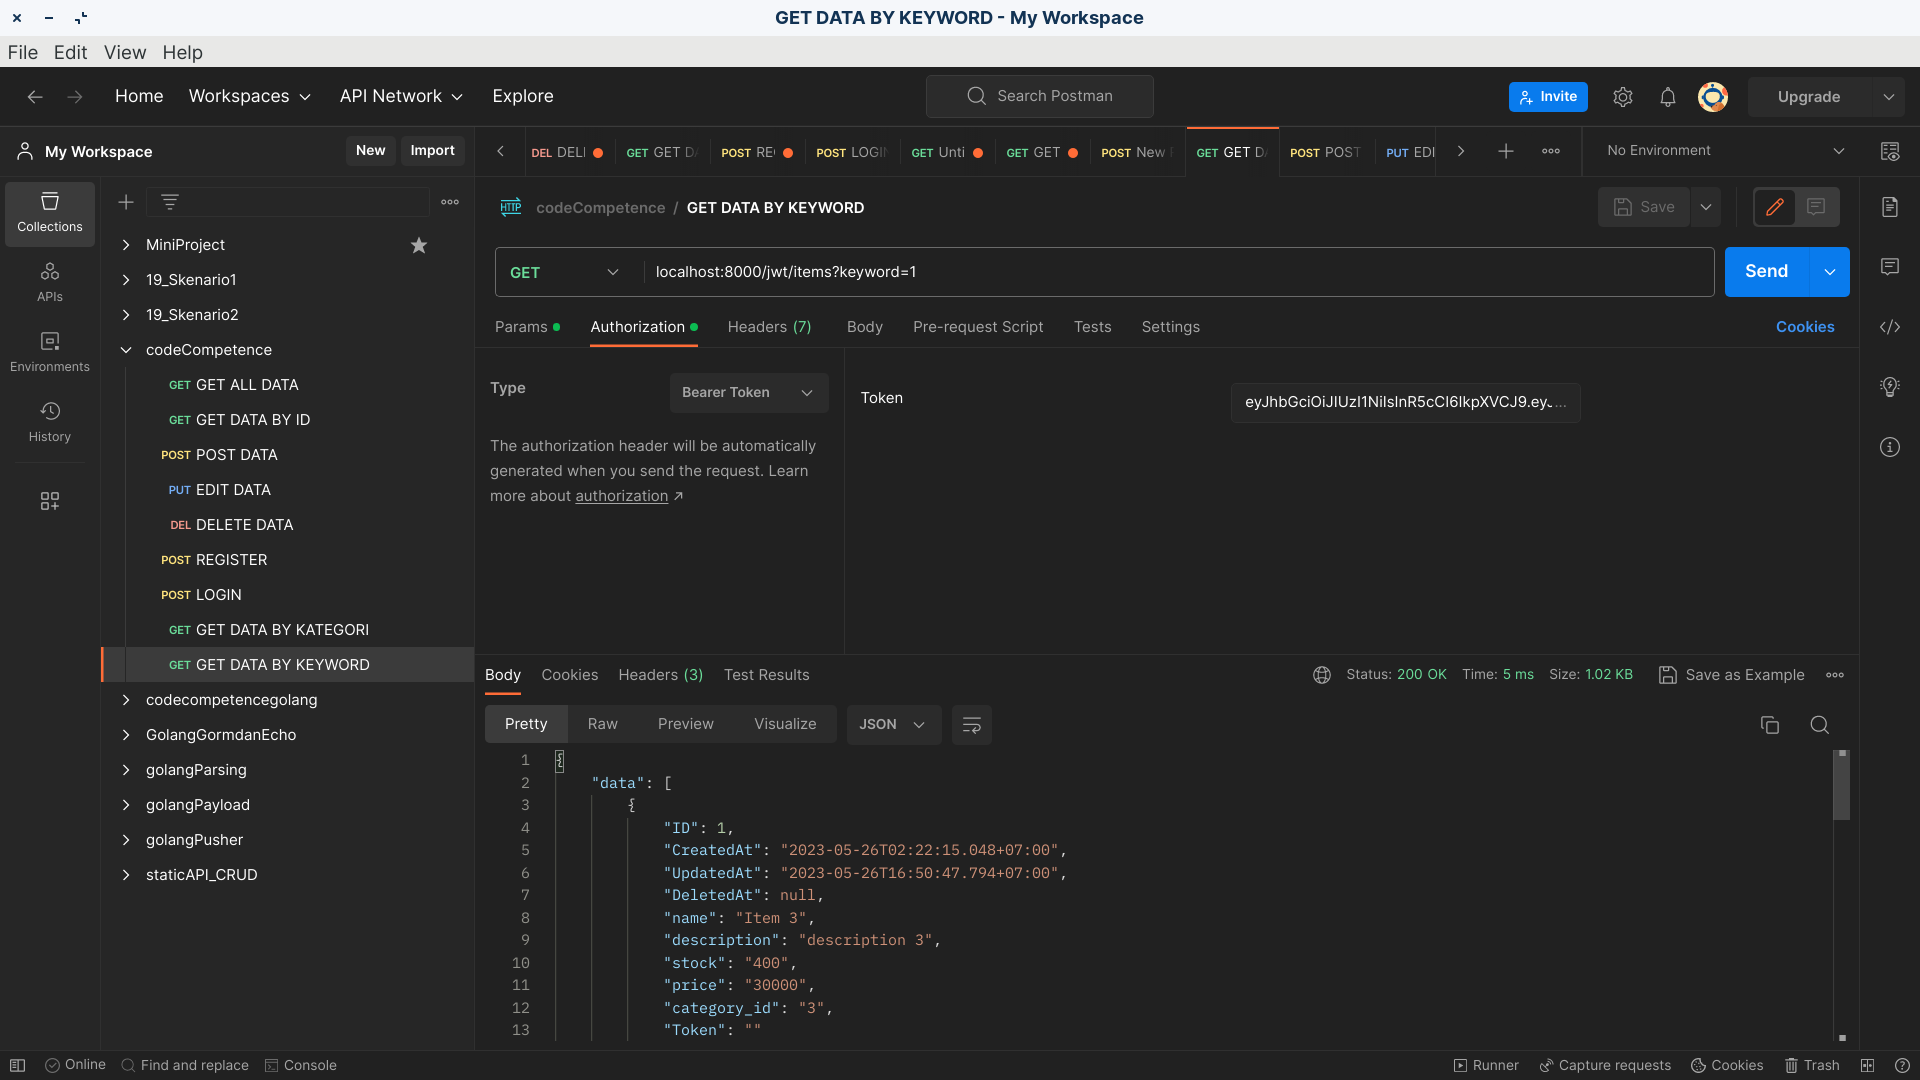 GET DATA BY KEYWORD - My Workspace
File Edit View Help
Home Workspaces API Network Explore Search Postman Invite Upgrade
My Workspace New Import
DEL DELI GET GET DA POST RE POST LOGIN GET Unti GET GET POST New GET GET DA POST POST PUT EDI No Environment
Collections
APIs
Environments
History
MiniProject
19_Skenario1
19_Skenario2
codeCompetence
GET GET ALL DATA
GET GET DATA BY ID
POST POST DATA
PUT EDIT DATA
DEL DELETE DATA
POST REGISTER
POST LOGIN
GET GET DATA BY KATEGORI
GET GET DATA BY KEYWORD
codecompetencegolang
GolangGormdanEcho
golangParsing
golangPayload
golangPusher
staticAPI_CRUD
HTTP codeCompetence / GET DATA BY KEYWORD Save
GET localhost:8000/jwt/items?keyword=1 Send
Params Authorization Headers (7) Body Pre-request Script Tests Settings Cookies
Type Bearer Token
The authorization header will be automatically
generated when you send the request. Learn
more about authorization ↗
Token eyJhbGciOiJIUzI1NiIsInR5cCI6IkpXVCJ9.eyJ...
Body Cookies Headers (3) Test Results Status: 200 OK Time: 5 ms Size: 1.02 KB Save as Example
Pretty Raw Preview Visualize JSON
1 {
2 "data": [
3 {
4 "ID": 1,
5 "CreatedAt": "2023-05-26T02:22:15.048+07:00",
6 "UpdatedAt": "2023-05-26T16:50:47.794+07:00",
7 "DeletedAt": null,
8 "name": "Item 3",
9 "description": "description 3",
10 "stock": "400",
11 "price": "30000",
12 "category_id": "3",
13 "Token": ""
Online Find and replace Console Runner Capture requests Cookies Trash